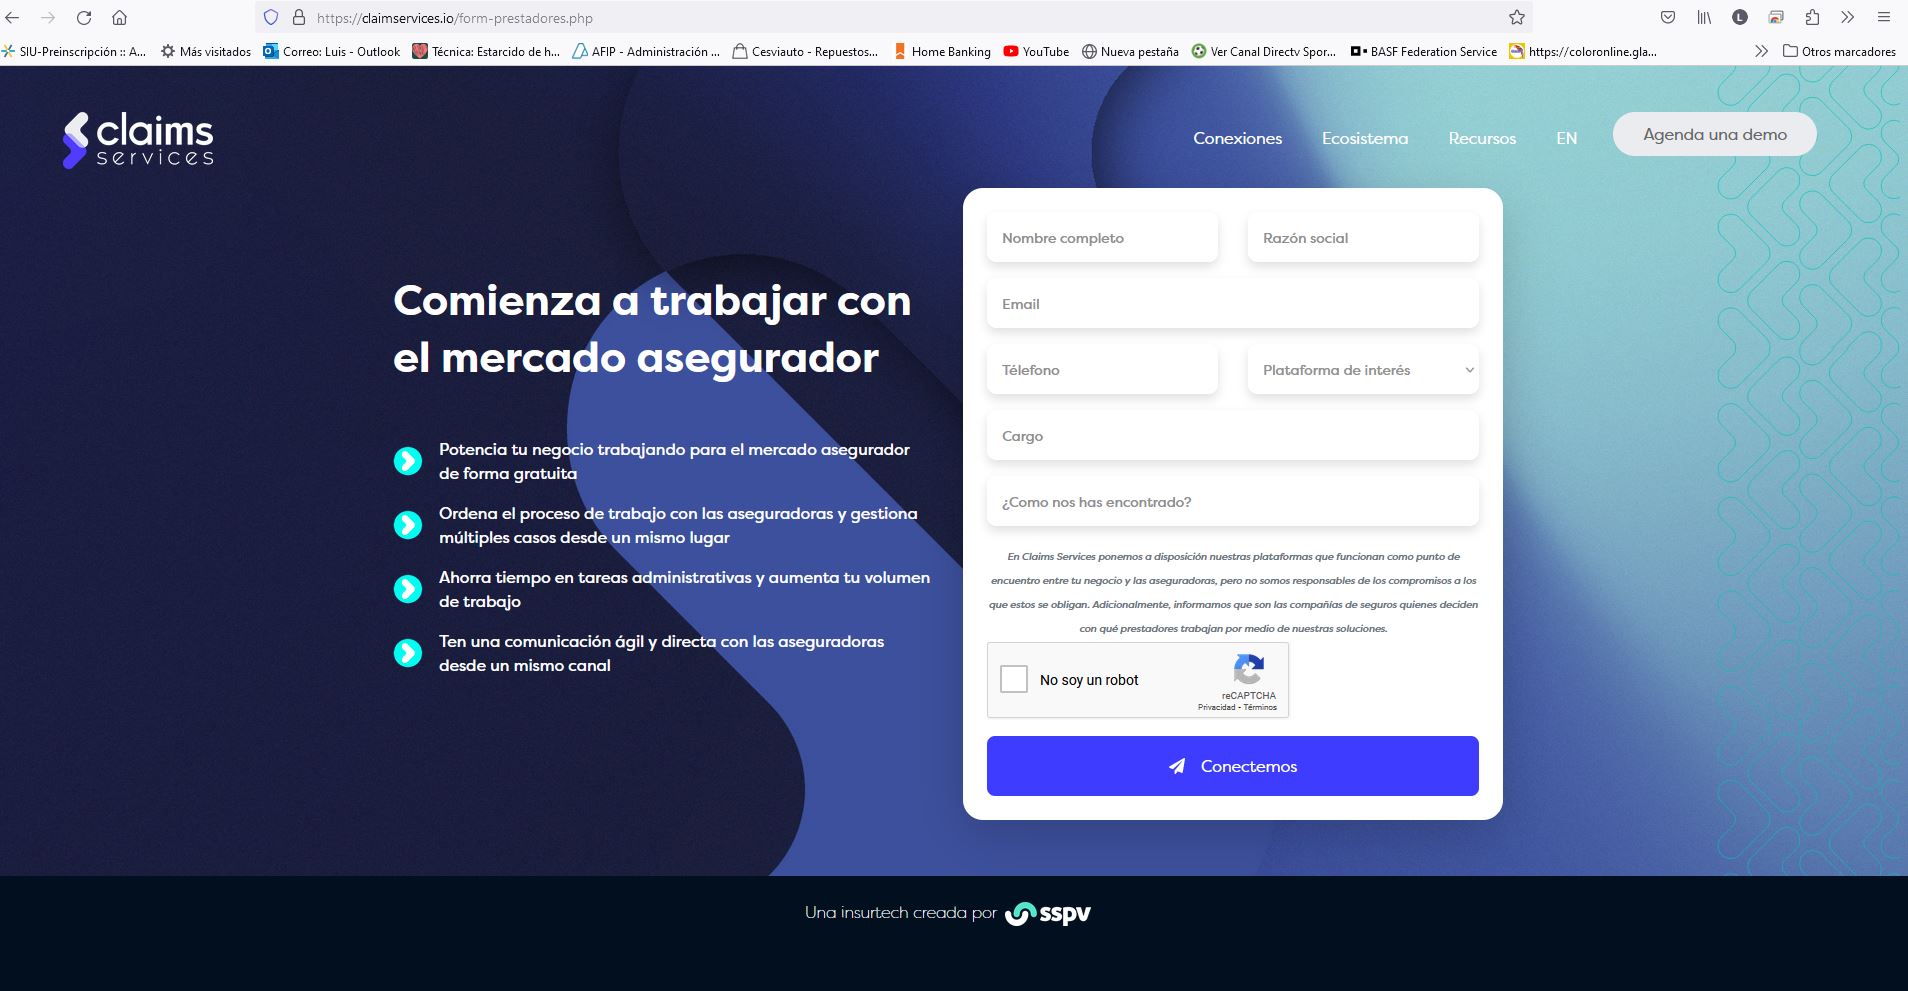 https://claimservices.io/form-prestadores.php
SIU-Preinscripción :: A... Más visitados Correo: Luis - Outlook Técnica: Estarcido de h... AFIP - Administración ... Cesviauto - Repuestos... Home Banking YouTube Nueva pestaña Ver Canal Directv Spor... BASF Federation Service https://coloronline.gla... Otros marcadores
claims
services
Conexiones Ecosistema Recursos EN Agenda una demo
Comienza a trabajar con
el mercado asegurador
Potencia tu negocio trabajando para el mercado asegurador
de forma gratuita
Ordena el proceso de trabajo con las aseguradoras y gestiona
múltiples casos desde un mismo lugar
Ahorra tiempo en tareas administrativas y aumenta tu volumen
de trabajo
Ten una comunicación ágil y directa con las aseguradoras
desde un mismo canal
Nombre completo Razón social
Email
Télefono Plataforma de interés
Cargo
¿Como nos has encontrado?
En Claims Services ponemos a disposición nuestras plataformas que funcionan como punto de
encuentro entre tu negocio y las aseguradoras, pero no somos responsables de los compromisos a los
que estos se obligan. Adicionalmente, informamos que son las compañías de seguros quienes deciden
con qué prestadores trabajan por medio de nuestras soluciones.
No soy un robot
reCAPTCHA
Privacidad - Términos
Conectemos
Una insurtech creada por sspv